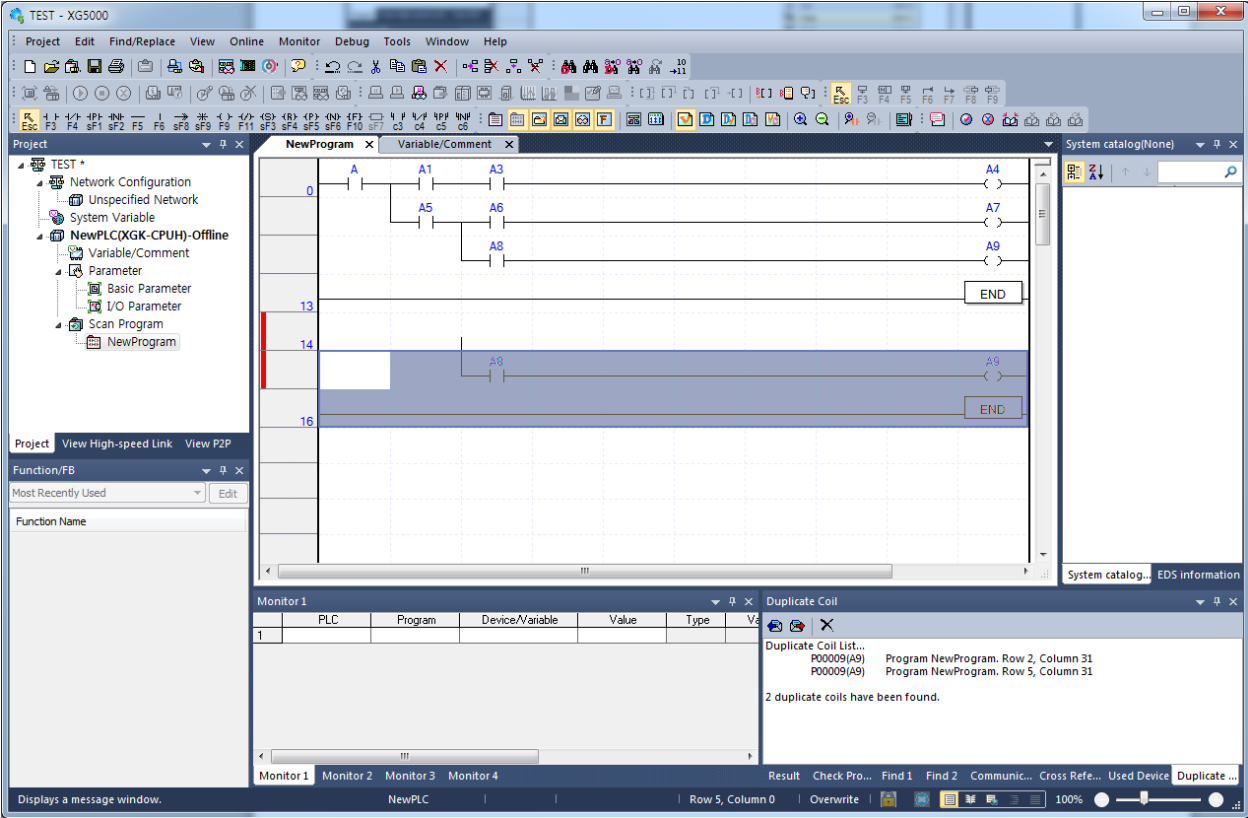 TEST - XG5000
Project Edit Find/Replace View Online Monitor Debug Tools Window Help
Esc F3 F4 F5 F6 F7 F8 F9
Esc F3 F4 sF1 sF2 F5 F6 sF8 sF9 F9 F11 sF3 sF4 sF5 sF6 F10 sF7 c3 c4 c5 c6
Project
TEST *
Network Configuration
Unspecified Network
System Variable
NewPLC(XGK-CPUH)-Offline
Variable/Comment
Parameter
Basic Parameter
I/O Parameter
Scan Program
NewProgram
Project View High-speed Link View P2P
Function/FB
Most Recently Used Edit
Function Name
NewProgram Variable/Comment
A A1 A3 A4
0
A5 A6 A7
A8 A9
END
13
14
A8 A9
END
16
System catalog(None)
System catalog... EDS information
Monitor 1
PLC Program Device/Variable Value Type Va
1
Monitor 1 Monitor 2 Monitor 3 Monitor 4
Duplicate Coil
Duplicate Coil List...
P00009(A9) Program NewProgram. Row 2, Column 31
P00009(A9) Program NewProgram. Row 5, Column 31
2 duplicate coils have been found.
Result Check Pro... Find 1 Find 2 Communic... Cross Refe... Used Device Duplicate ...
Displays a message window. NewPLC Row 5, Column 0 Overwrite 100%